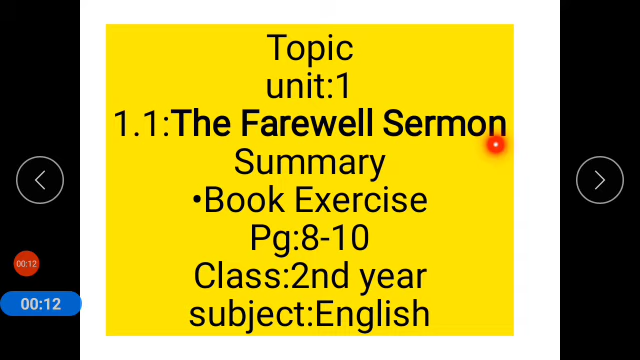 Topic
unit:1
1.1:The Farewell Sermon
Summary
•Book Exercise
Pg:8-10
Class:2nd year
subject:English
00:12
00:12